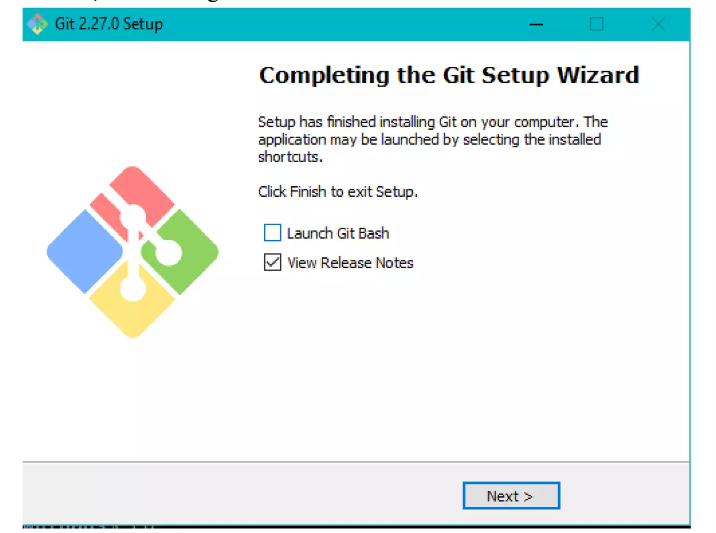 Git 2.27.0 Setup
Completing the Git Setup Wizard
Setup has finished installing Git on your computer. The
application may be launched by selecting the installed
shortcuts.
Click Finish to exit Setup.
Launch Git Bash
View Release Notes
Next >